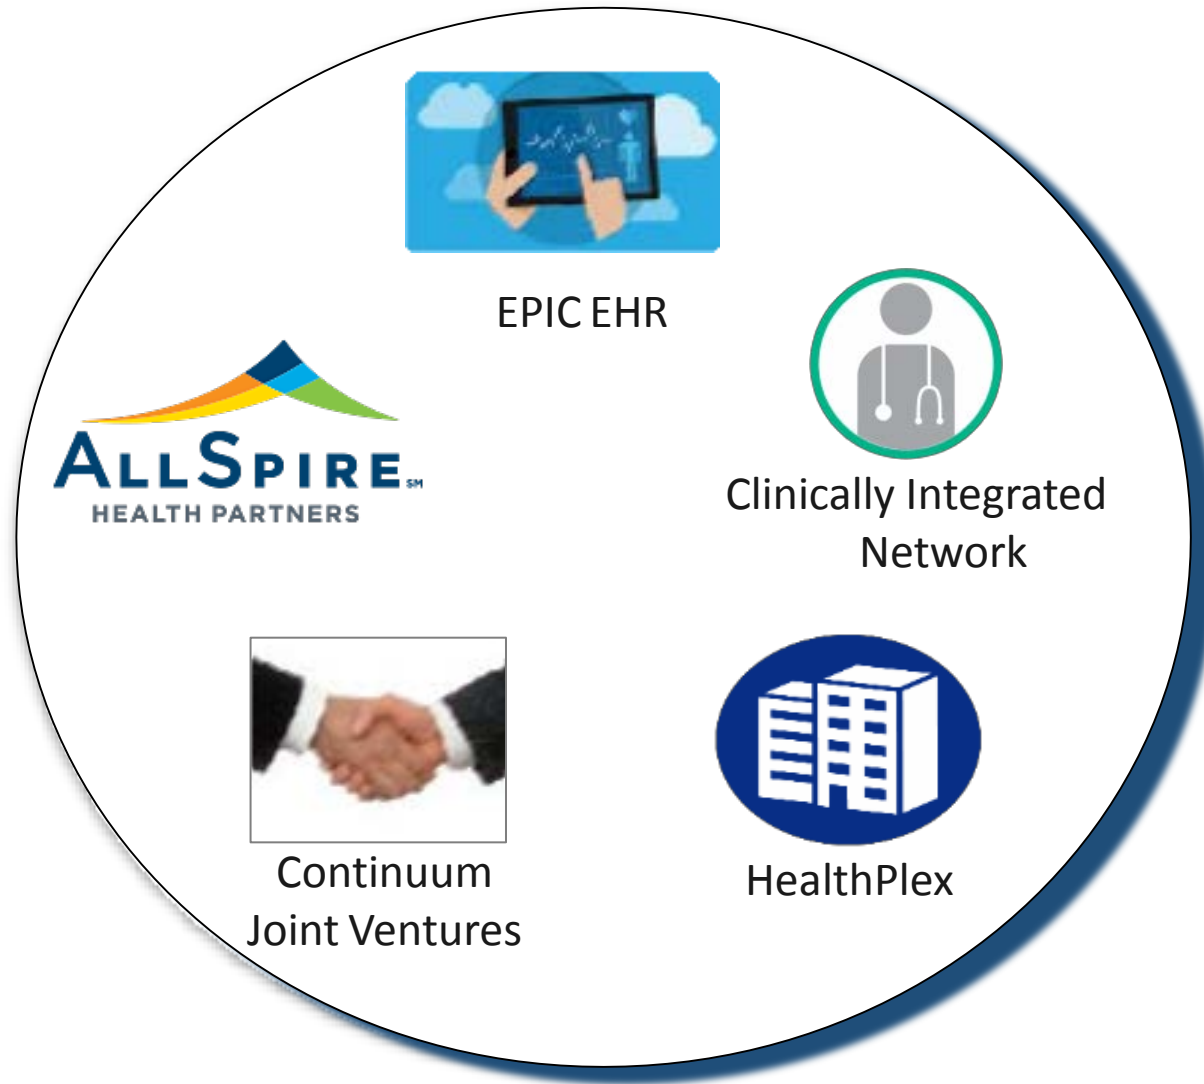 EPIC EHR
ALLSPIRE SM
HEALTH PARTNERS
Clinically Integrated
Network
Continuum
Joint Ventures
HealthPlex